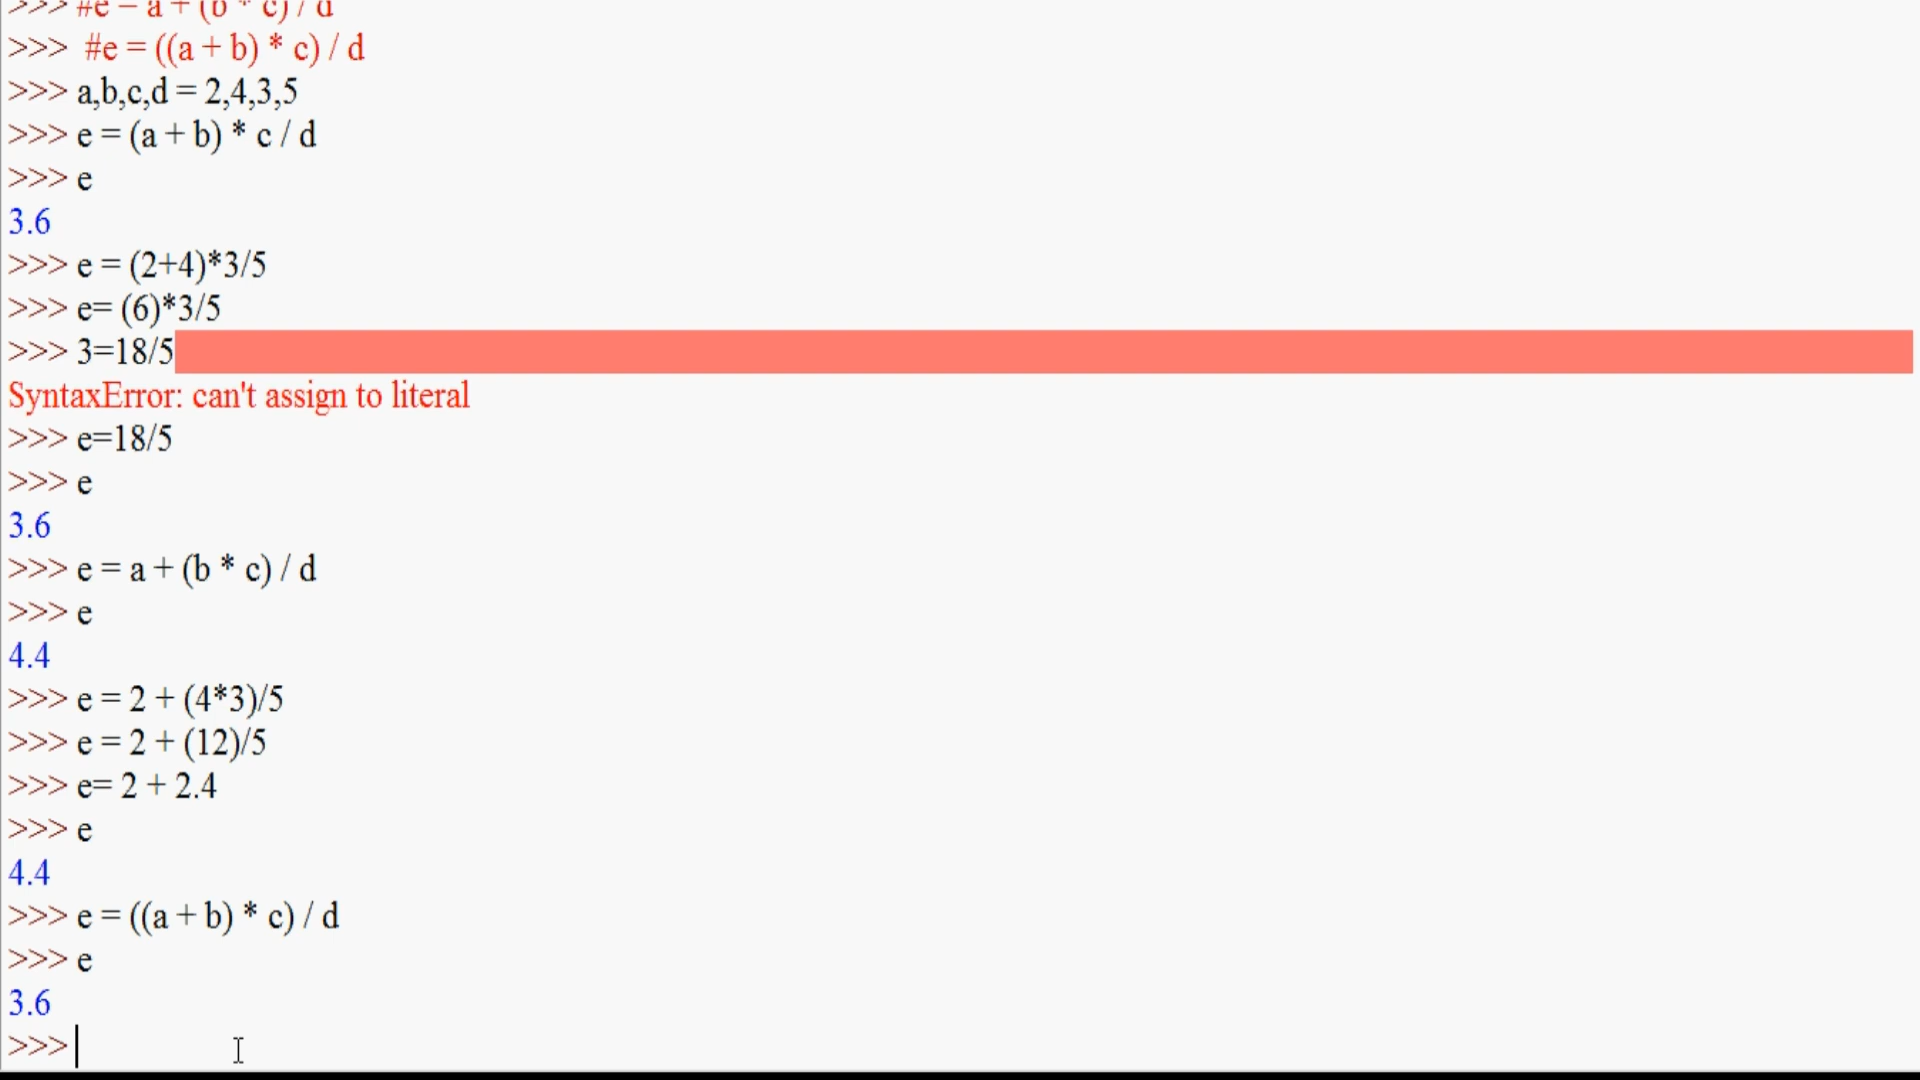 >>> #e = a + (b * c) / d
>>> #e = ((a + b) * c) / d
>>> a,b,c,d = 2,4,3,5
>>> e = (a + b) * c / d
>>> e
3.6
>>> e = (2+4)*3/5
>>> e= (6)*3/5
>>> 3=18/5
SyntaxError: can't assign to literal
>>> e=18/5
>>> e
3.6
>>> e = a + (b * c) / d
>>> e
4.4
>>> e = 2 + (4*3)/5
>>> e = 2 + (12)/5
>>> e= 2 + 2.4
>>> e
4.4
>>> e = ((a + b) * c) / d
>>> e
3.6
>>>